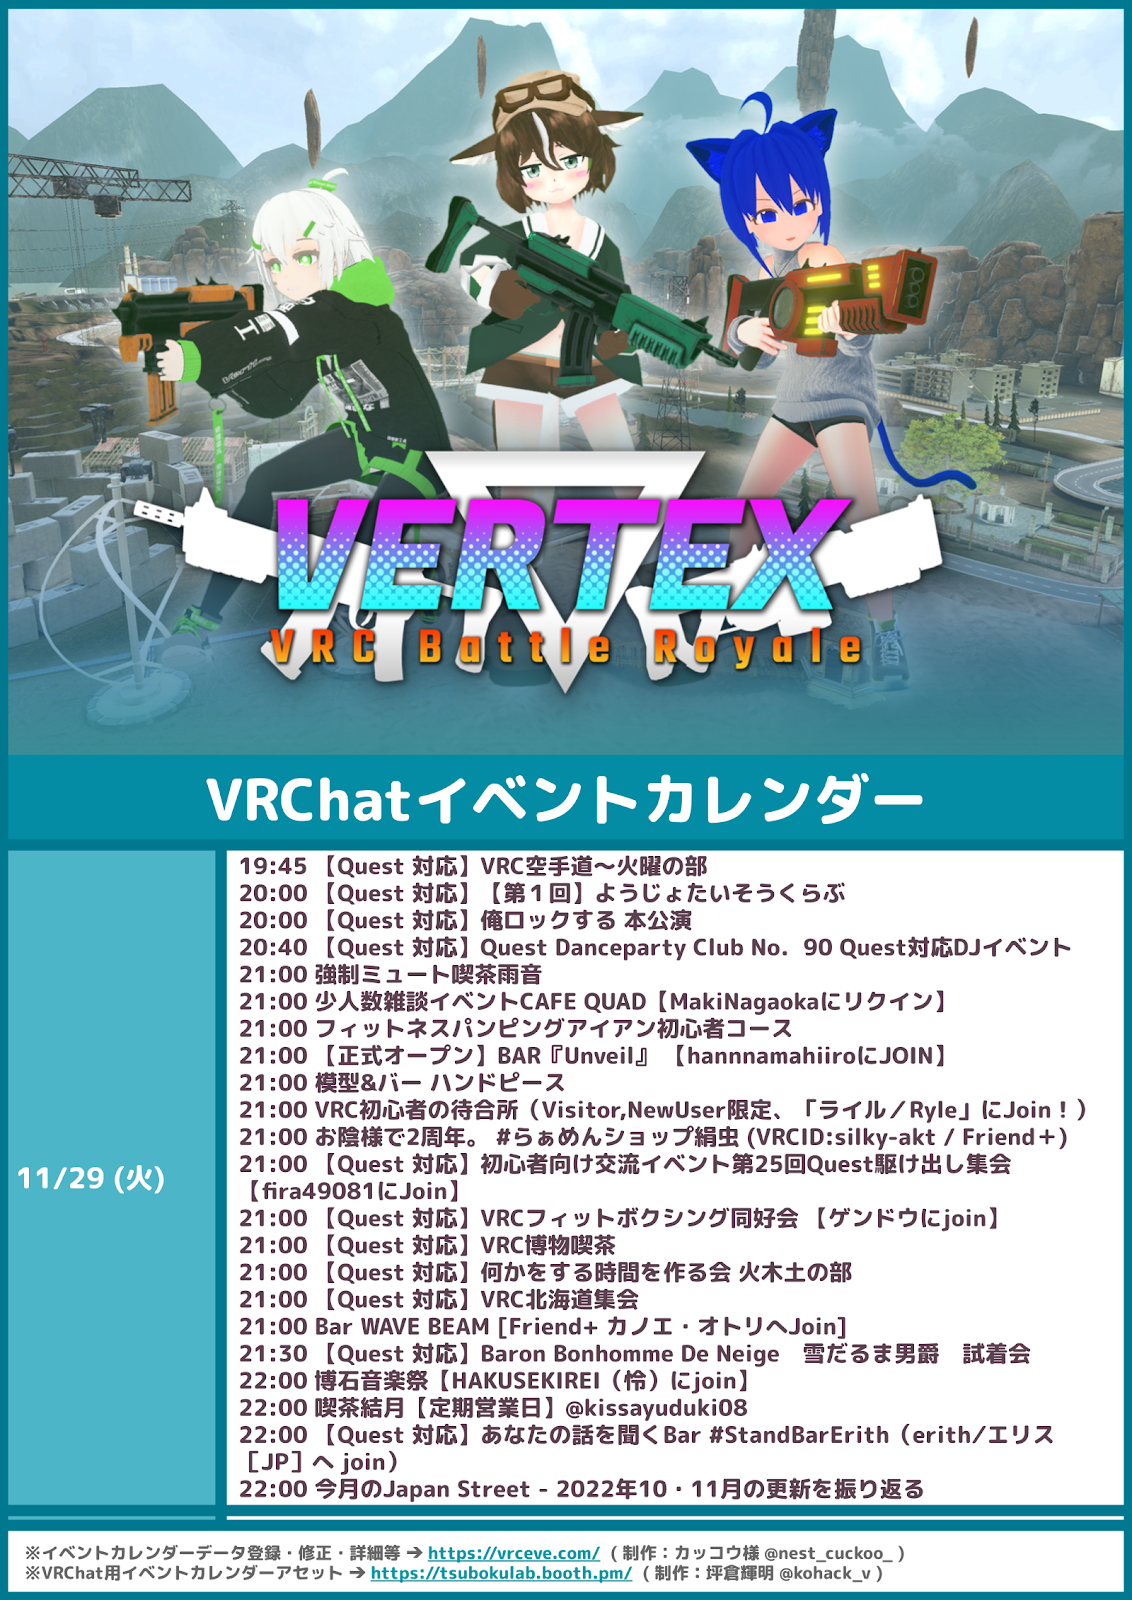 VERTEX
VRC Battle Royale
VRChatイベントカレンダー
11/29 (火)
19:45 【Quest 対応】VRC空手道～火曜の部
20:00 【Quest 対応】【第１回】ようじょたいそうくらぶ
20:00 【Quest 対応】俺ロックする 本公演
20:40 【Quest 対応】Quest Danceparty Club No．90 Quest対応DJイベント
21:00 強制ミュート喫茶雨音
21:00 少人数雑談イベントCAFE QUAD【MakiNagaokaにリクイン】
21:00 フィットネスパンピングアイアン初心者コース
21:00 【正式オープン】BAR『Unveil』 【hannnamahiiroにJOIN】
21:00 模型&バー ハンドピース
21:00 VRC初心者の待合所（Visitor,NewUser限定、「ライル／Ryle」にJoin！）
21:00 お陰様で2周年。 #らぁめんショップ絹虫 (VRCID:silky-akt / Friend＋)
21:00 【Quest 対応】初心者向け交流イベント第25回Quest駆け出し集会
【fira49081にJoin】
21:00 【Quest 対応】VRCフィットボクシング同好会 【ゲンドウにjoin】
21:00 【Quest 対応】VRC博物喫茶
21:00 【Quest 対応】何かをする時間を作る会 火木土の部
21:00 【Quest 対応】VRC北海道集会
21:00 Bar WAVE BEAM [Friend+ カノエ・オトリへJoin]
21:30 【Quest 対応】Baron Bonhomme De Neige　雪だるま男爵　試着会
22:00 博石音楽祭【HAKUSEKIREI（怜）にjoin】
22:00 喫茶結月【定期営業日】@kissayuduki08
22:00 【Quest 対応】あなたの話を聞くBar #StandBarErith（erith/エリス
［JP］へ join）
22:00 今月のJapan Street - 2022年10・11月の更新を振り返る
※イベントカレンダーデータ登録・修正・詳細等 → https://vrceve.com/ （制作：カッコウ様 @nest_cuckoo_）
※VRChat用イベントカレンダーアセット → https://tsubokulab.booth.pm/ （制作：坪倉輝明 @kohack_v）